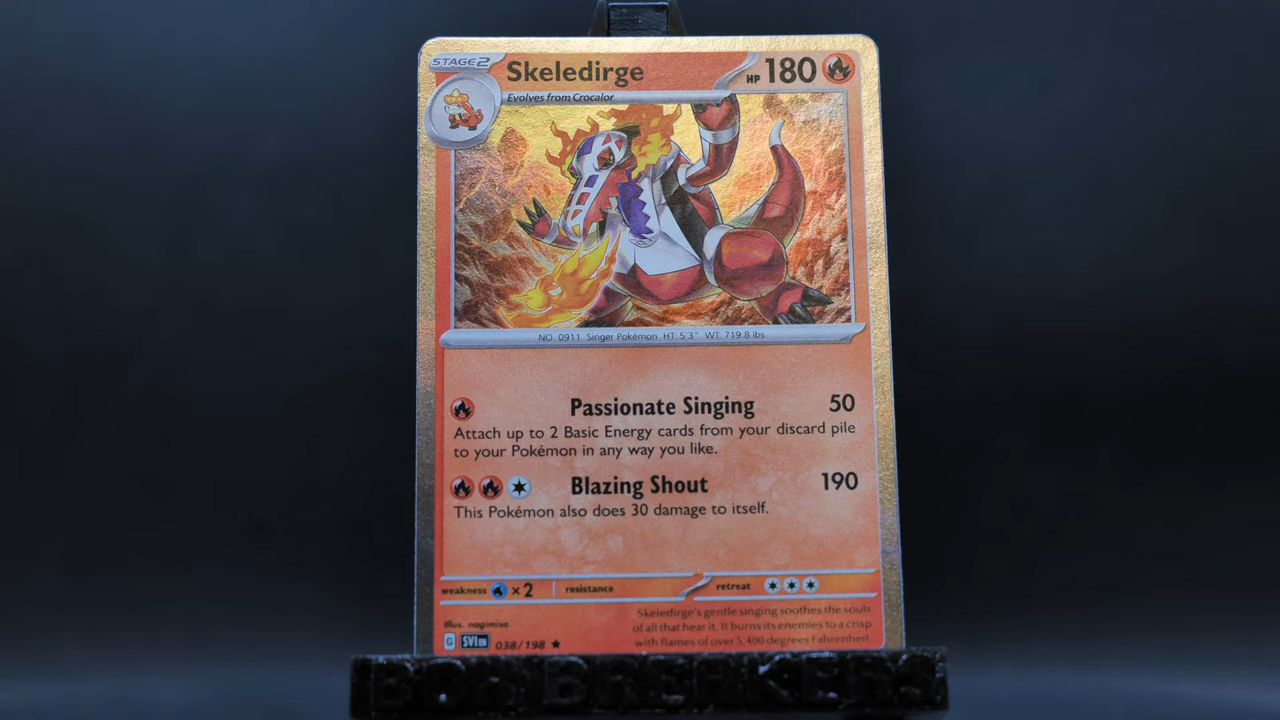 STAGE2
Skeledirge
HP 180
Evolves from Crocalor
NO 0911 Singer Pokémon HT: 5'3" WT: 719.8 lbs.
Passionate Singing 50
Attach up to 2 Basic Energy cards from your discard pile
to your Pokémon in any way you like.
Blazing Shout 190
This Pokémon also does 30 damage to itself.
weakness ×2 resistance retreat
Illus. nagimiso
Skeledirge's gentle singing soothes the souls
of all that hear it. It burns its enemies to a crisp
with flames of over 5,400 degrees Fahrenheit.
G SVI EN 038/198 ★
BOX BREAKERS